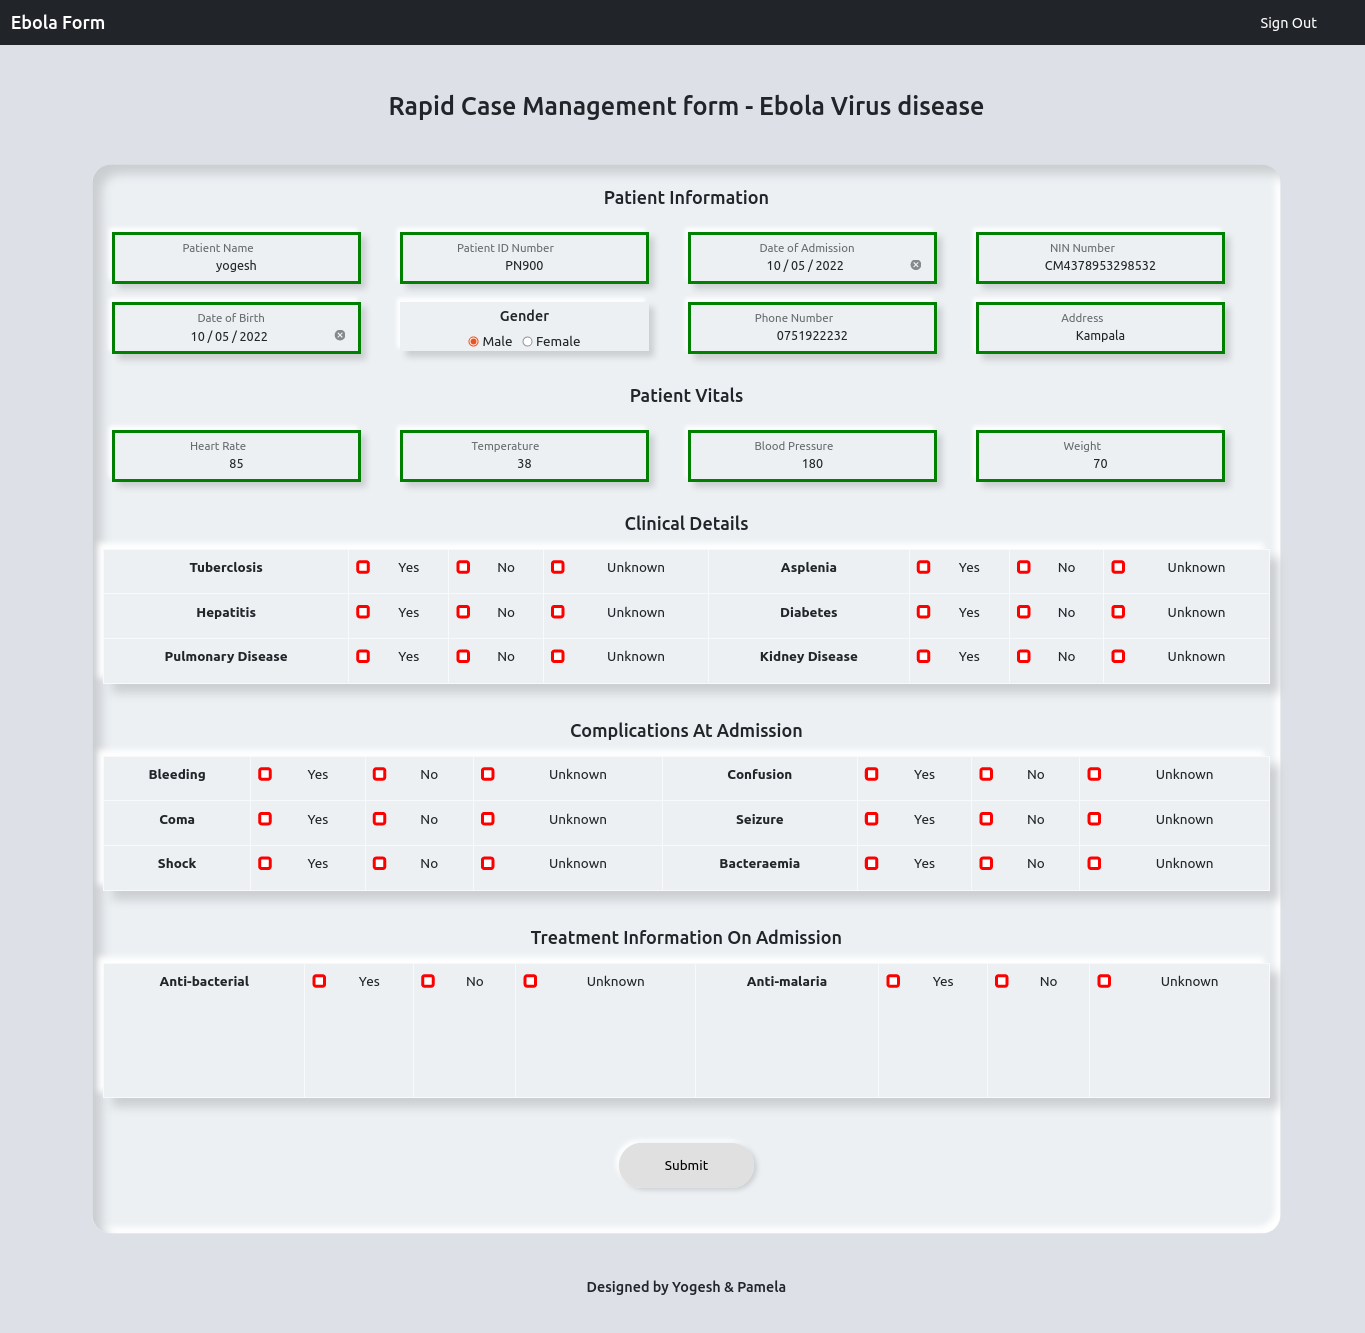 Ebola Form Sign Out
Rapid Case Management form - Ebola Virus disease
Patient Information
Patient Name Patient ID Number Date of Admission NIN Number
yogesh PN900 10 / 05 / 2022 CM4378953298532
Date of Birth Gender Phone Number Address
10 / 05 / 2022 Male Female 0751922232 Kampala
Patient Vitals
Heart Rate Temperature Blood Pressure Weight
85 38 180 70
Clinical Details
Tuberclosis Yes No Unknown Asplenia Yes No Unknown
Hepatitis Yes No Unknown Diabetes Yes No Unknown
Pulmonary Disease Yes No Unknown Kidney Disease Yes No Unknown
Complications At Admission
Bleeding Yes No Unknown Confusion Yes No Unknown
Coma Yes No Unknown Seizure Yes No Unknown
Shock Yes No Unknown Bacteraemia Yes No Unknown
Treatment Information On Admission
Anti-bacterial Yes No Unknown Anti-malaria Yes No Unknown
Submit
Designed by Yogesh & Pamela